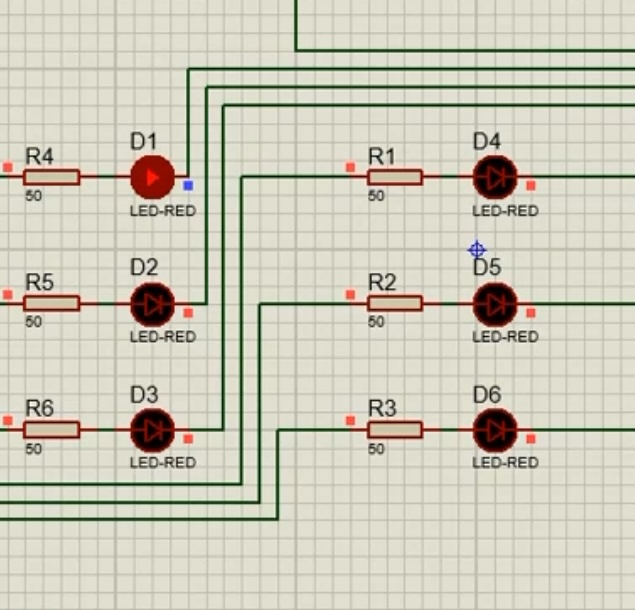 D1
R4
50
LED-RED
D4
R1
50
LED-RED
D2
R5
50
LED-RED
D5
R2
50
LED-RED
D3
R6
50
LED-RED
D6
R3
50
LED-RED